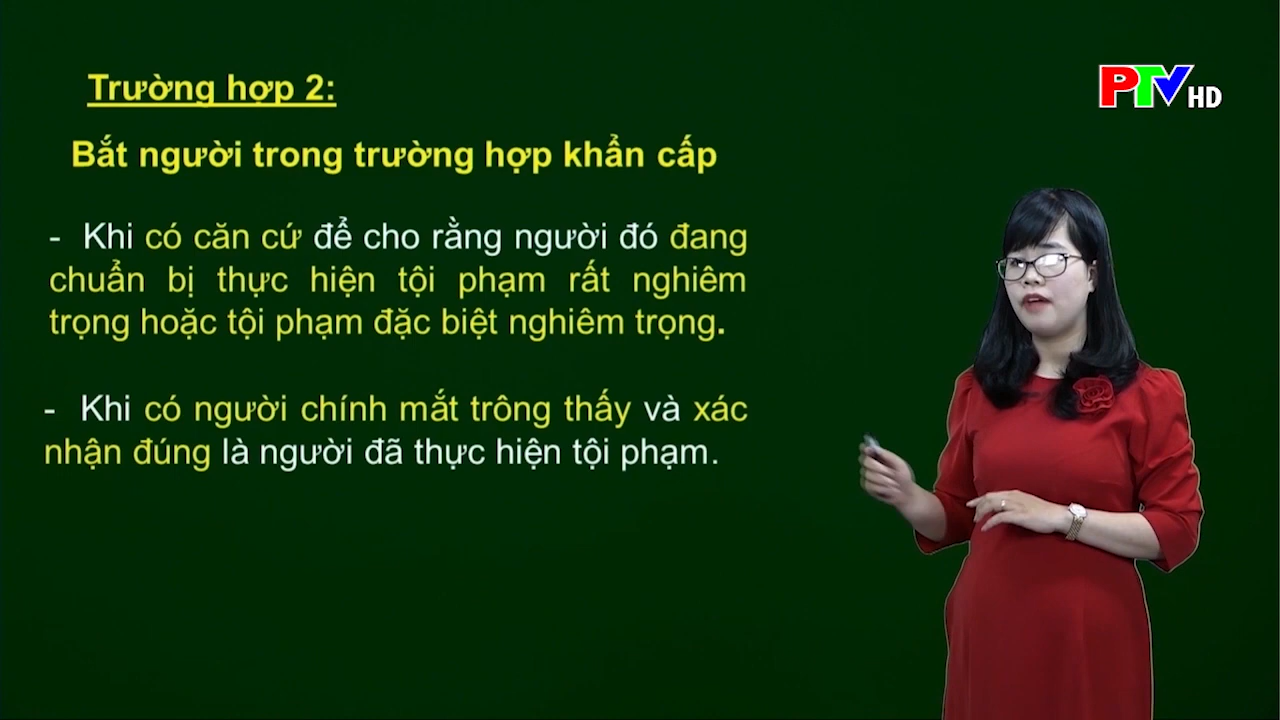 Trường hợp 2:
PTV HD
Bắt người trong trường hợp khẩn cấp
- Khi có căn cứ để cho rằng người đó đang
chuẩn bị thực hiện tội phạm rất nghiêm
trọng hoặc tội phạm đặc biệt nghiêm trọng.
- Khi có người chính mắt trông thấy và xác
nhận đúng là người đã thực hiện tội phạm.